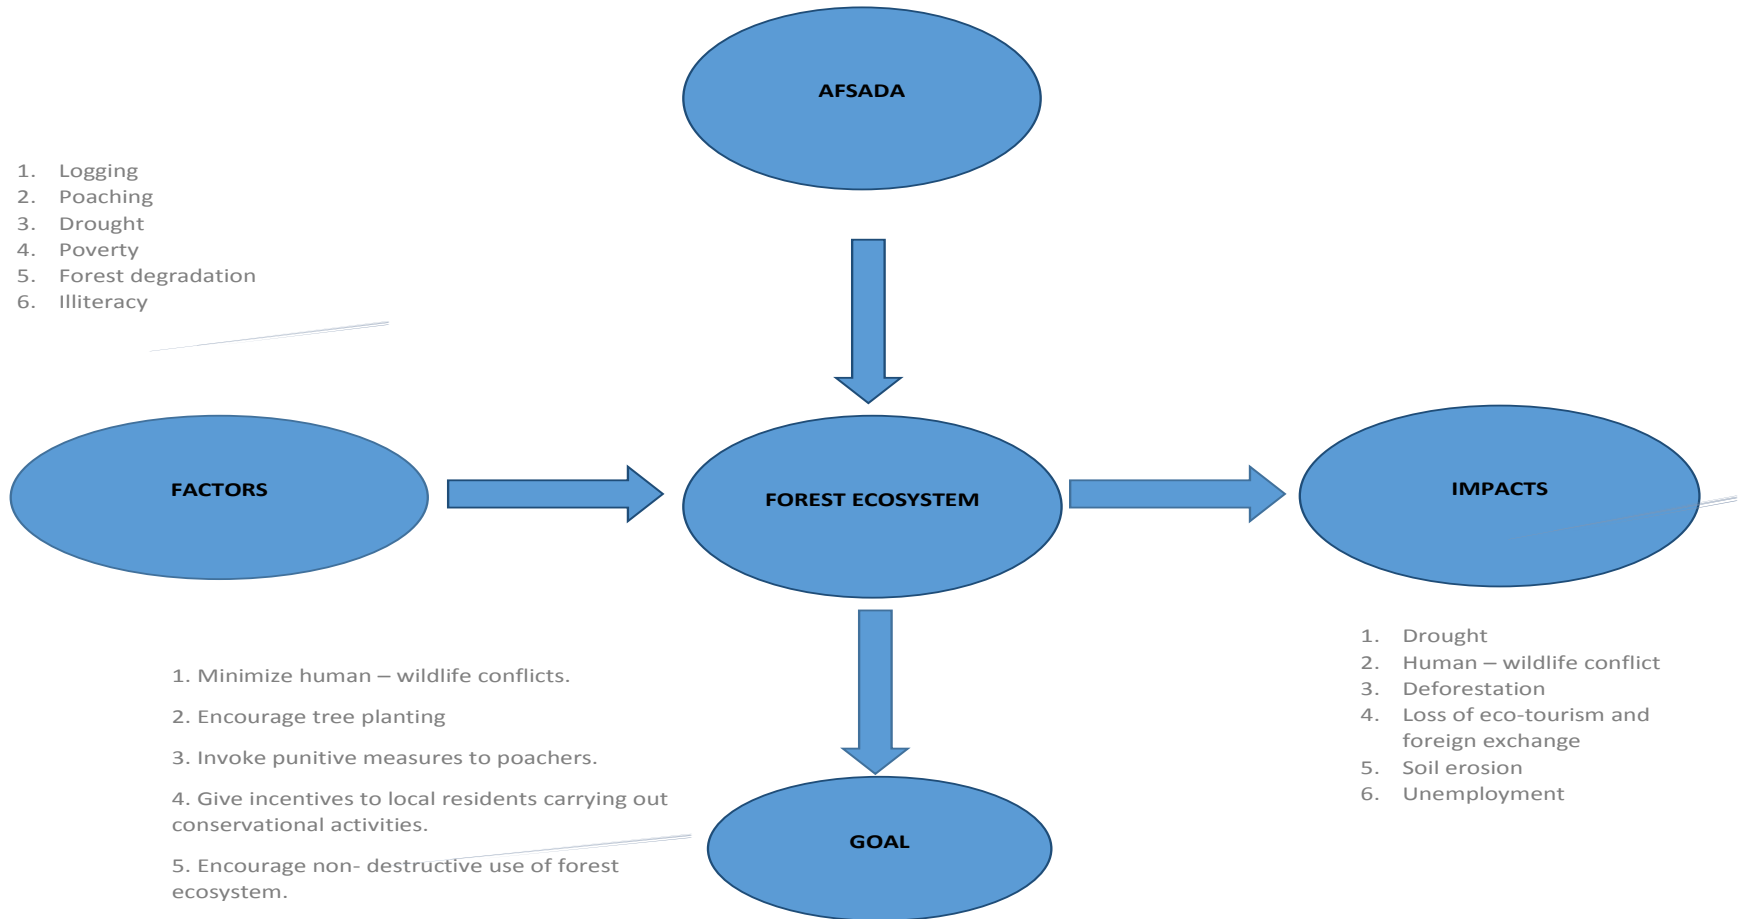 AFSADA
1. Logging
2. Poaching
3. Drought
4. Poverty
5. Forest degradation
6. Illiteracy
FACTORS
FOREST ECOSYSTEM
IMPACTS
1. Minimize human – wildlife conflicts.
2. Encourage tree planting
3. Invoke punitive measures to poachers.
4. Give incentives to local residents carrying out
conservational activities.
5. Encourage non- destructive use of forest
ecosystem.
GOAL
1. Drought
2. Human – wildlife conflict
3. Deforestation
4. Loss of eco-tourism and
foreign exchange
5. Soil erosion
6. Unemployment